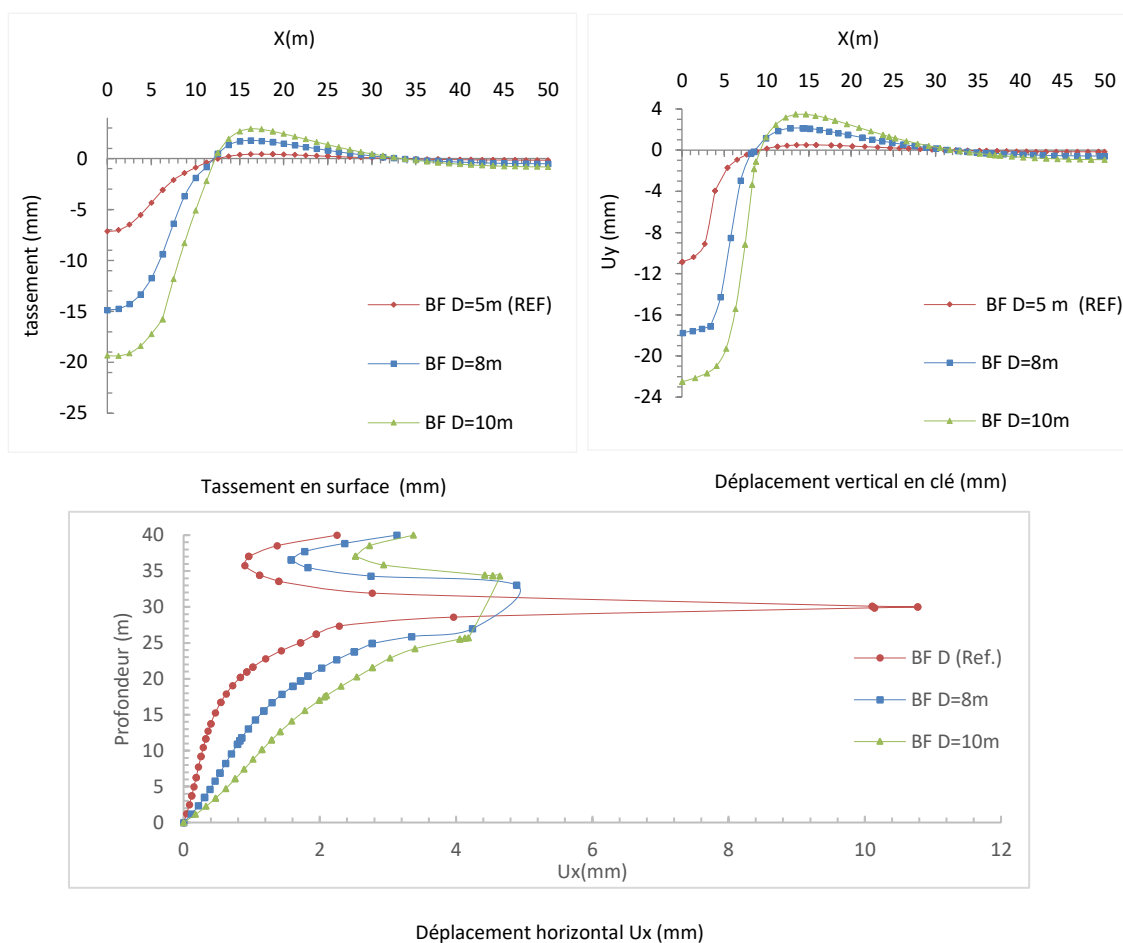 X(m)
0 5 10 15 20 25 30 35 40 45 50
0
-5
-10
-15
-20
-25
tassement (mm)
BF D=5m (REF)
BF D=8m
BF D=10m
X(m)
0 5 10 15 20 25 30 35 40 45 50
4
0
-4
-8
-12
-16
-20
-24
Uy (mm)
BF D=5 m (REF)
BF D=8m
BF D=10m
Tassement en surface (mm)
Déplacement vertical en clé (mm)
40
35
30
25
20
15
10
5
0
Profondeur (m)
BF D (Ref.)
BF D=8m
BF D=10m
0 2 4 6 8 10 12
Ux(mm)
Déplacement horizontal Ux (mm)